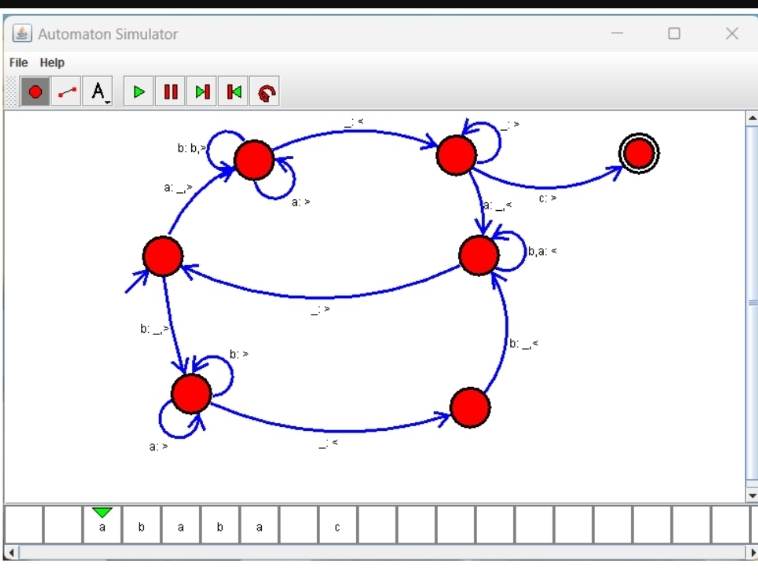 Automaton Simulator
File Help
A
_: <
_: >
b: b,>
a: _,>
a: >
a: _,<
c: >
b,a: <
_: >
b: _,>
b: >
b: _,<
a: >
_: <
a b a b a c